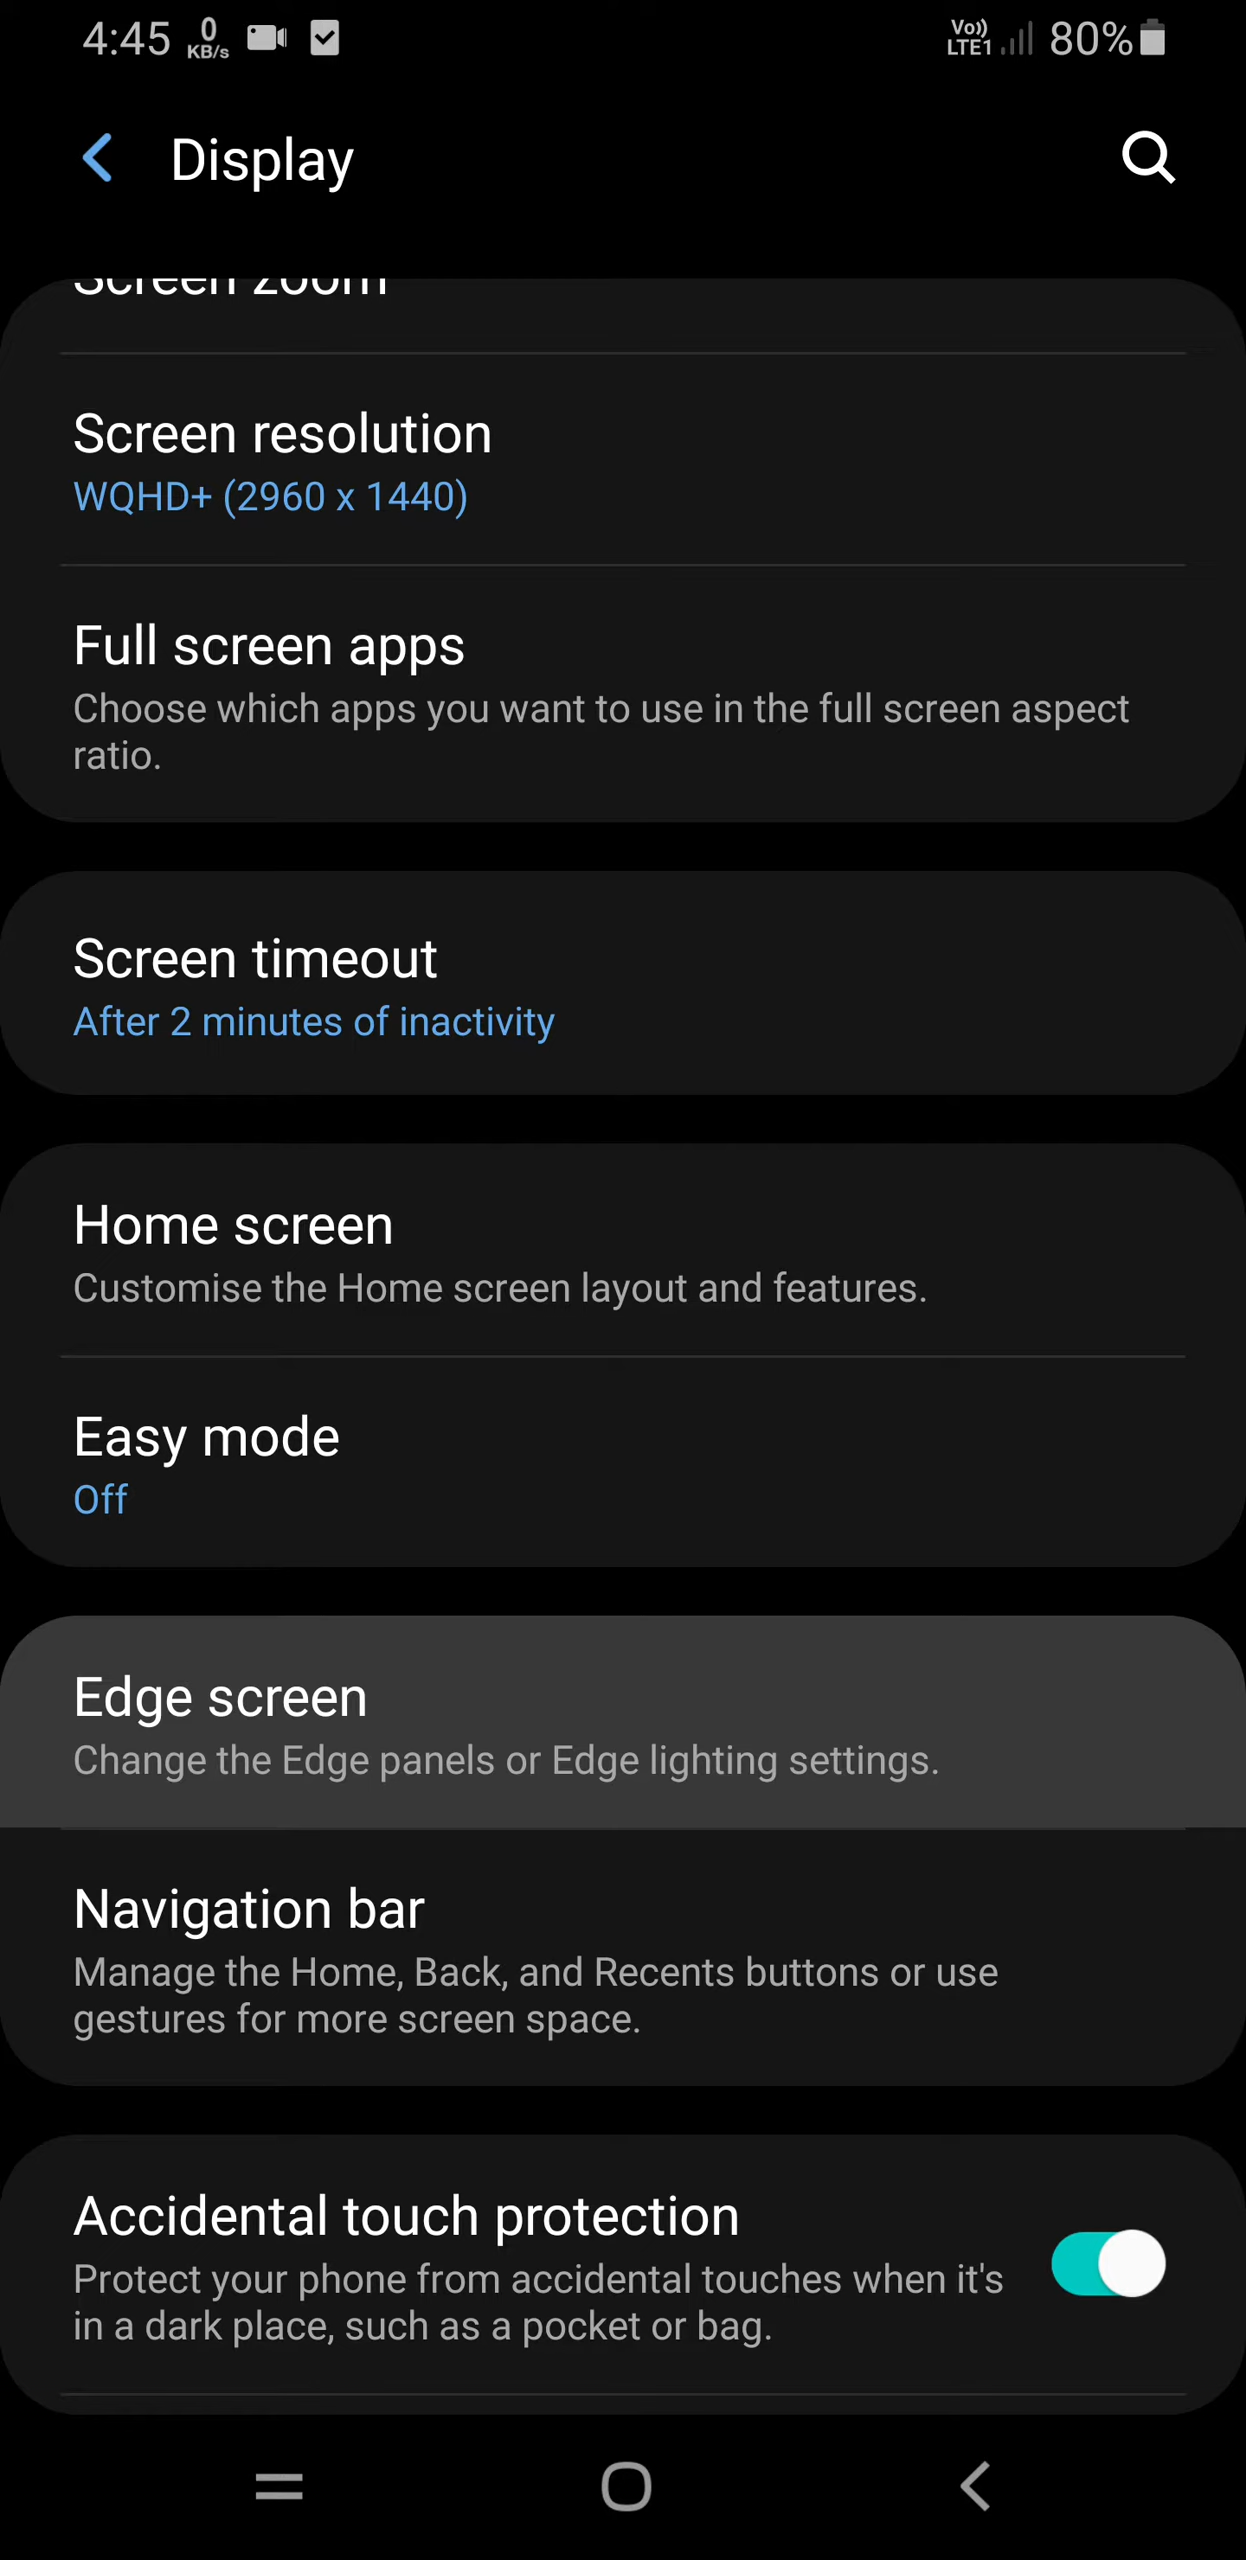 4:45 0 KB/s Vo)) LTE1 80%
Display
Screen zoom
Screen resolution
WQHD+ (2960 x 1440)
Full screen apps
Choose which apps you want to use in the full screen aspect
ratio.
Screen timeout
After 2 minutes of inactivity
Home screen
Customise the Home screen layout and features.
Easy mode
Off
Edge screen
Change the Edge panels or Edge lighting settings.
Navigation bar
Manage the Home, Back, and Recents buttons or use
gestures for more screen space.
Accidental touch protection
Protect your phone from accidental touches when it's
in a dark place, such as a pocket or bag.